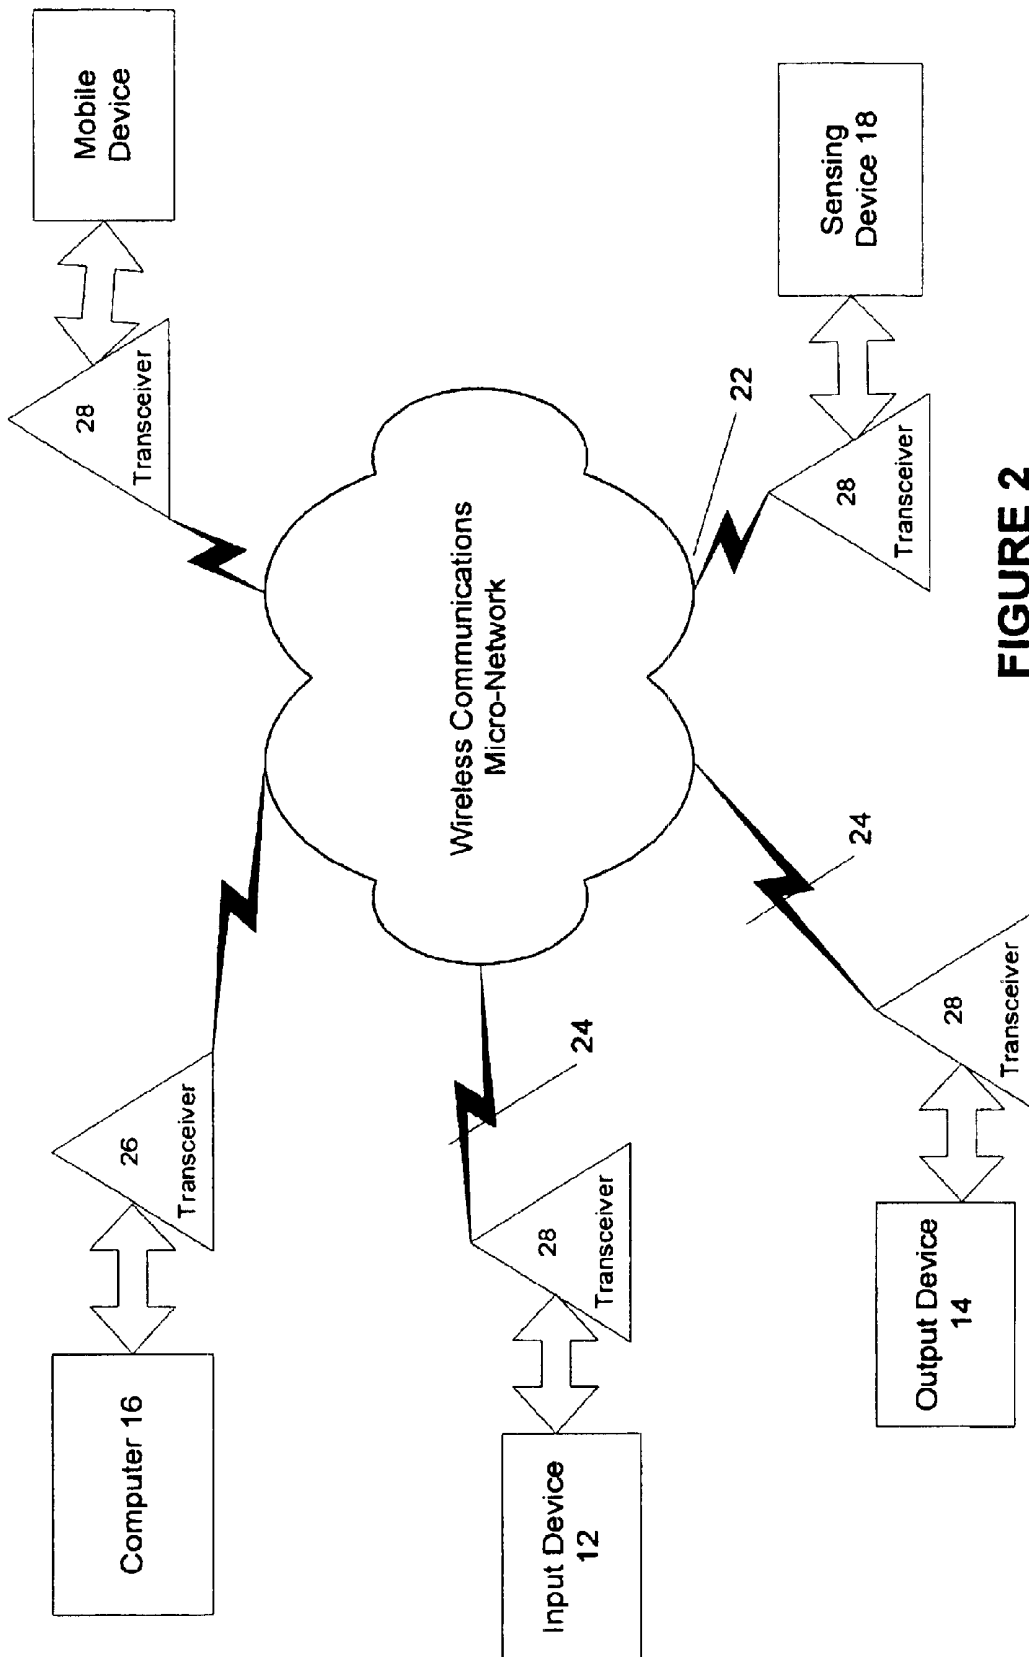 Computer 16
26
Transceiver
28
Transceiver
Mobile
Device
Wireless Communications
Micro-Network
Input Device
12
28
Transceiver
24
22
Sensing
Device 18
28
Transceiver
24
Output Device
14
28
Transceiver
FIGURE 2